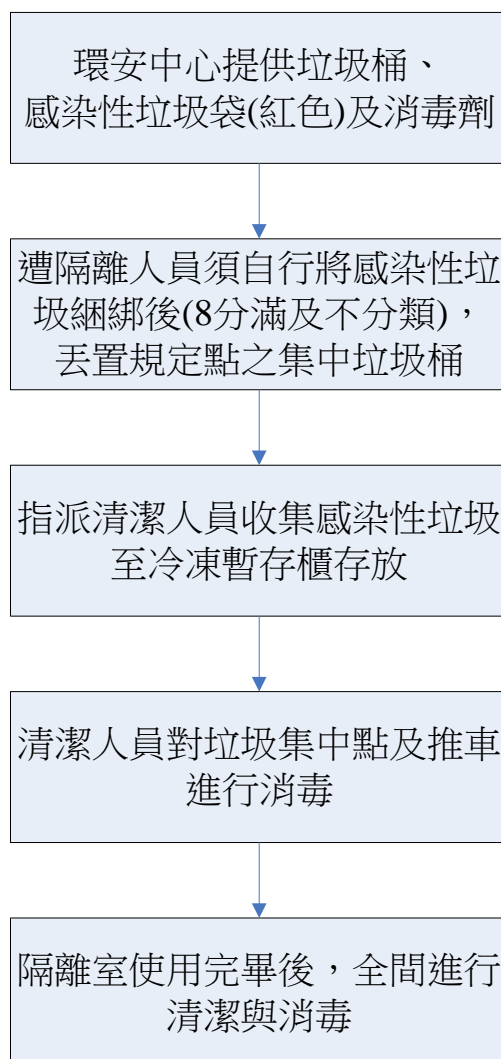 環安中心提供垃圾桶、
感染性垃圾袋(紅色)及消毒劑
遭隔離人員須自行將感染性垃
圾綑綁後(8分滿及不分類)，
丟置規定點之集中垃圾桶
指派清潔人員收集感染性垃圾
至冷凍暫存櫃存放
清潔人員對垃圾集中點及推車
進行消毒
隔離室使用完畢後，全間進行
清潔與消毒